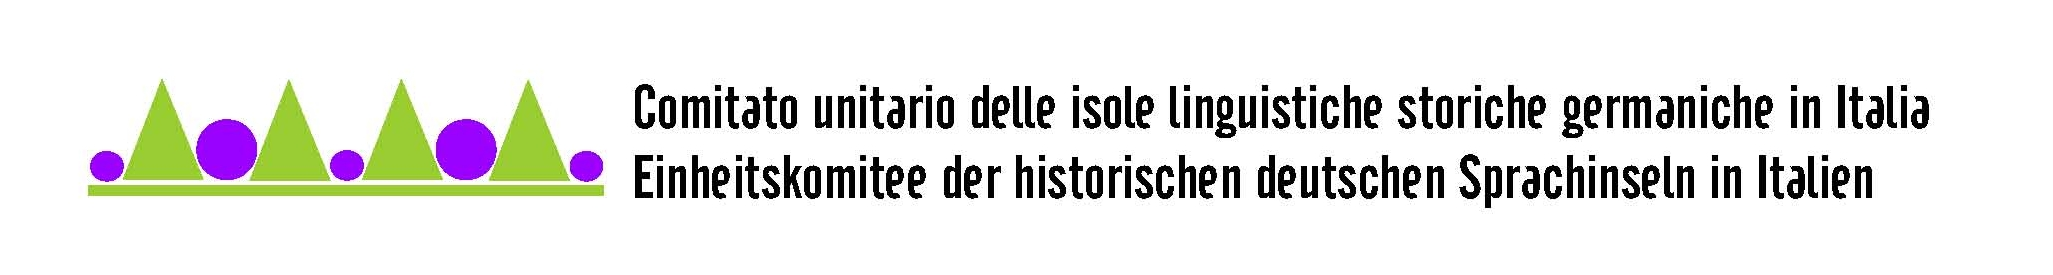 Comitato unitario delle isole linguistiche storiche germaniche in Italia
Einheitskomitee der historischen deutschen Sprachinseln in Italien